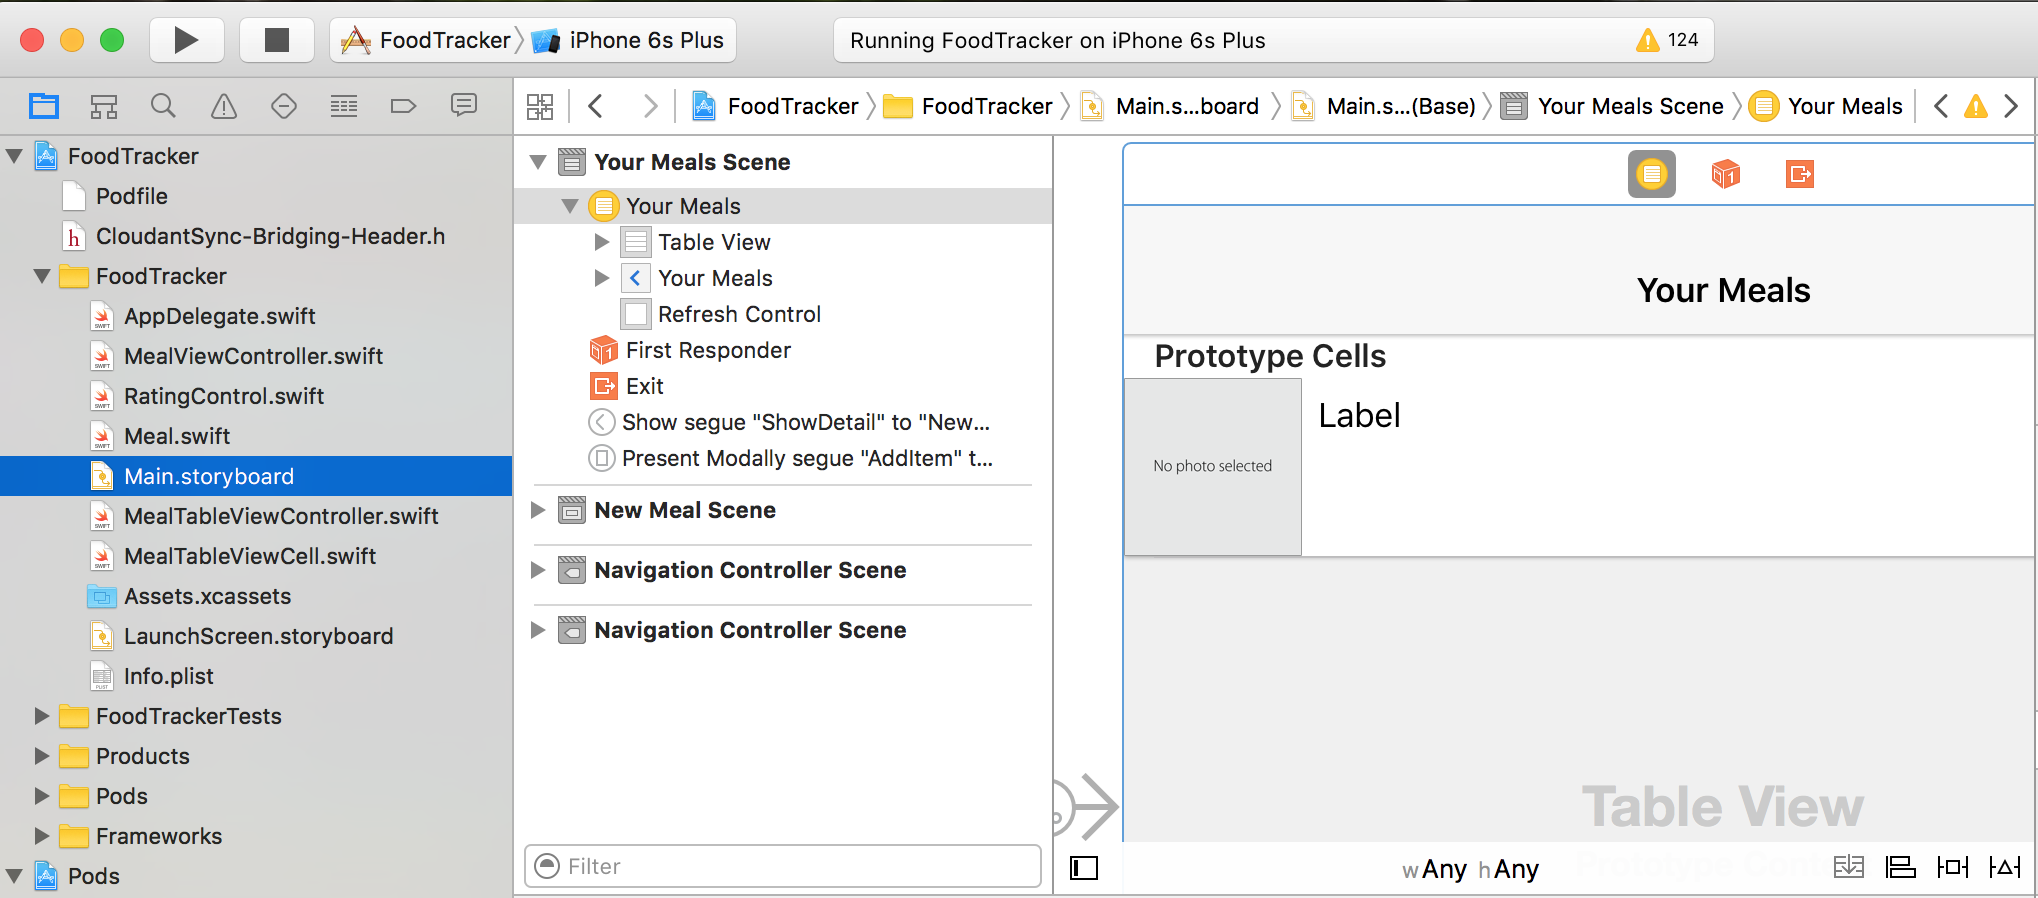 FoodTracker iPhone 6s Plus
Running FoodTracker on iPhone 6s Plus 124
FoodTracker FoodTracker Main.s...board Main.s...(Base) Your Meals Scene Your Meals
FoodTracker
Podfile
CloudantSync-Bridging-Header.h
FoodTracker
AppDelegate.swift
MealViewController.swift
RatingControl.swift
Meal.swift
Main.storyboard
MealTableViewController.swift
MealTableViewCell.swift
Assets.xcassets
LaunchScreen.storyboard
Info.plist
FoodTrackerTests
Products
Pods
Frameworks
Pods
Your Meals Scene
Your Meals
Table View
Your Meals
Refresh Control
First Responder
Exit
Show segue "ShowDetail" to "New...
Present Modally segue "AddItem" t...
New Meal Scene
Navigation Controller Scene
Navigation Controller Scene
Filter
Your Meals
Prototype Cells
No photo selected
Label
Table View
wAny hAny